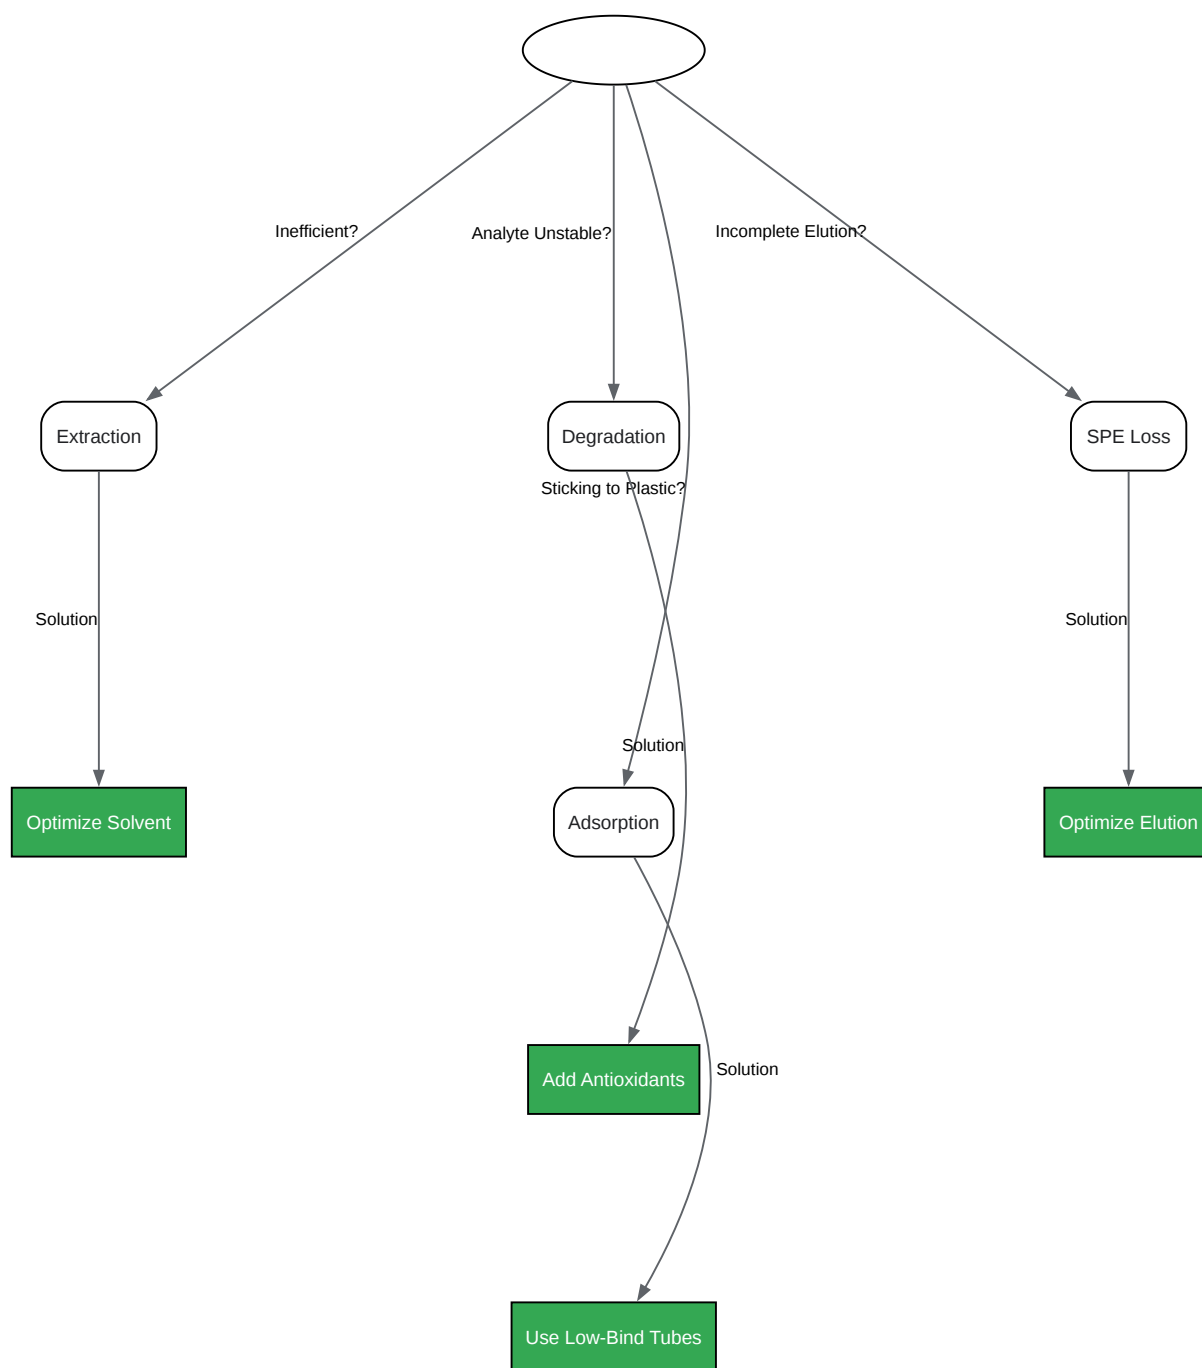 Inefficient?
Analyte Unstable?
Incomplete Elution?
Extraction
Degradation
SPE Loss
Sticking to Plastic?
Solution
Solution
Solution
Optimize Solvent
Adsorption
Optimize Elution
Solution
Add Antioxidants
Use Low-Bind Tubes